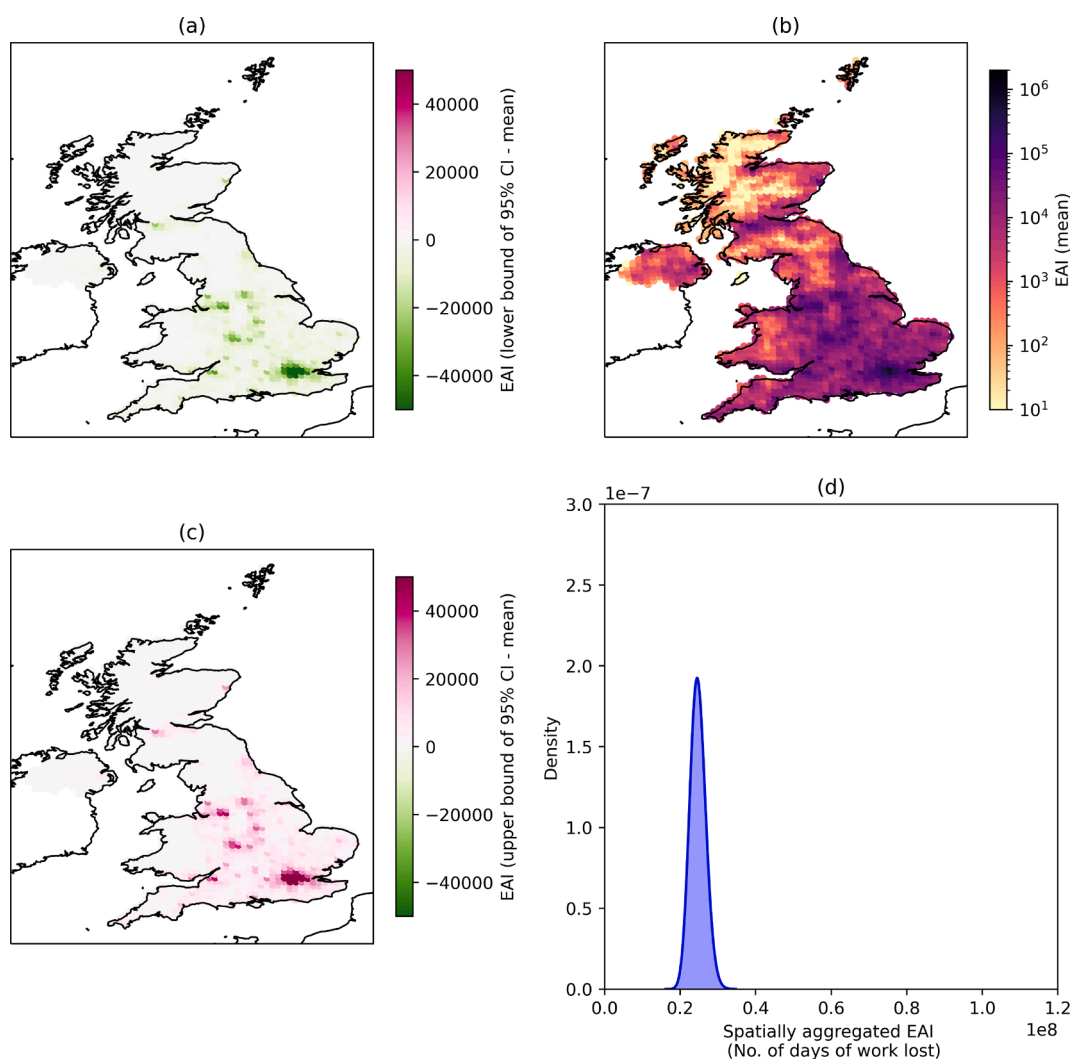 (a)
40000
20000
0
−20000
−40000
EAI (lower bound of 95% CI - mean)
(b)
10^6
10^5
10^4
10^3
10^2
10^1
EAI (mean)
(c)
40000
20000
0
−20000
−40000
EAI (upper bound of 95% CI - mean)
(d)
1e−7
3.0
2.5
2.0
1.5
1.0
0.5
0.0
Density
0.0 0.2 0.4 0.6 0.8 1.0 1.2
1e8
Spatially aggregated EAI
(No. of days of work lost)